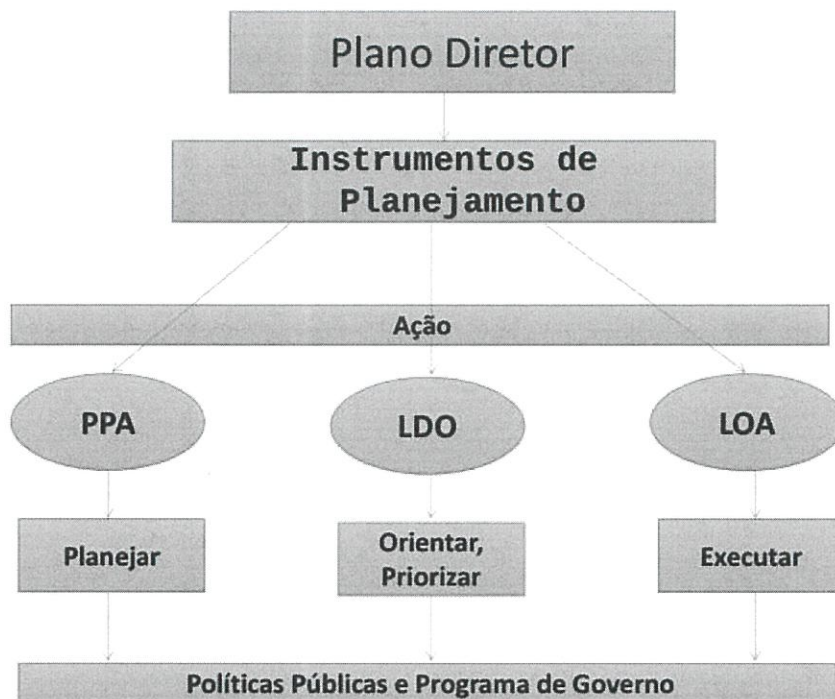 Plano Diretor
Instrumentos de
Planejamento
Ação
PPA
LDO
LOA
Planejar
Orientar,
Priorizar
Executar
Políticas Públicas e Programa de Governo